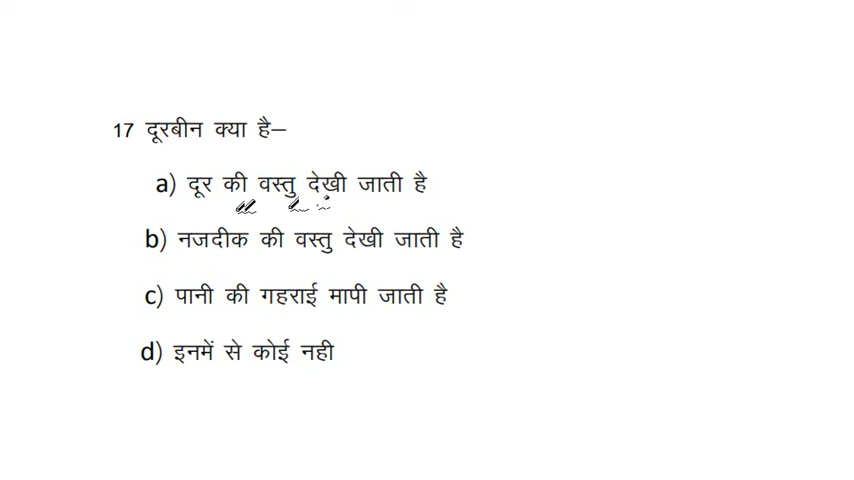 17 दूरबीन क्या है–
a) दूर की वस्तु देखी जाती है
b) नजदीक की वस्तु देखी जाती है
c) पानी की गहराई मापी जाती है
d) इनमें से कोई नही